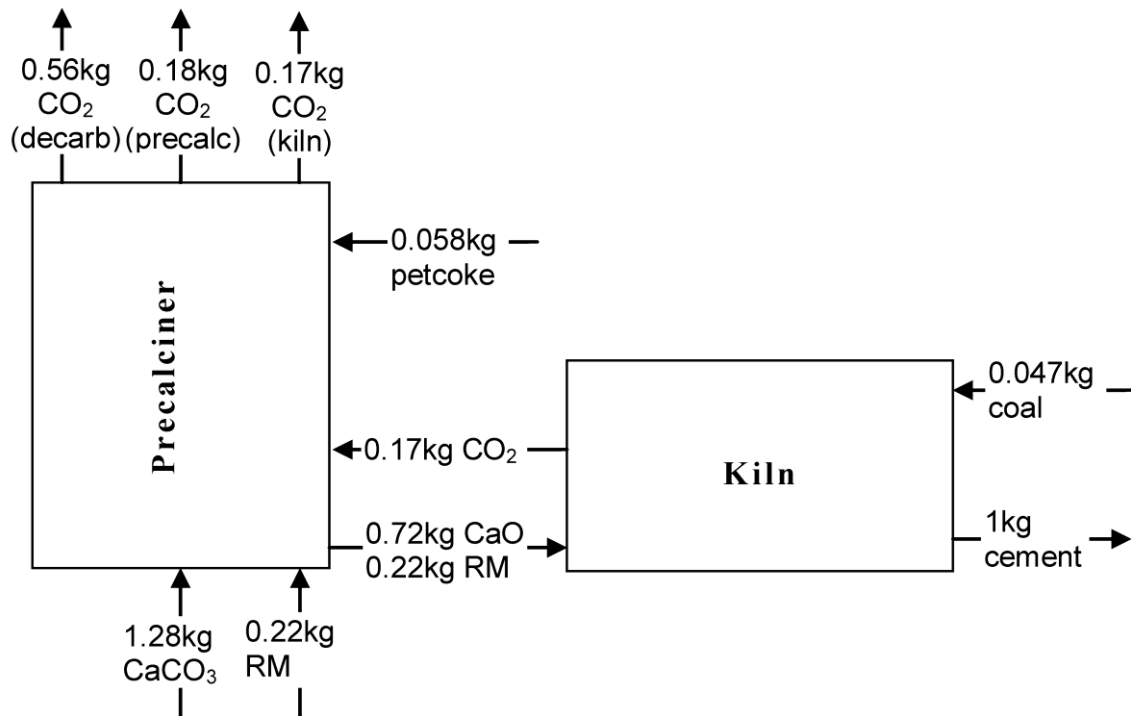 0.56kg
CO₂
(decarb)
0.18kg
CO₂
(precalc)
0.17kg
CO₂
(kiln)
0.058kg
petcoke
Precalciner
0.047kg
coal
0.17kg CO₂
Kiln
0.72kg CaO
0.22kg RM
1kg
cement
1.28kg
CaCO₃
0.22kg
RM